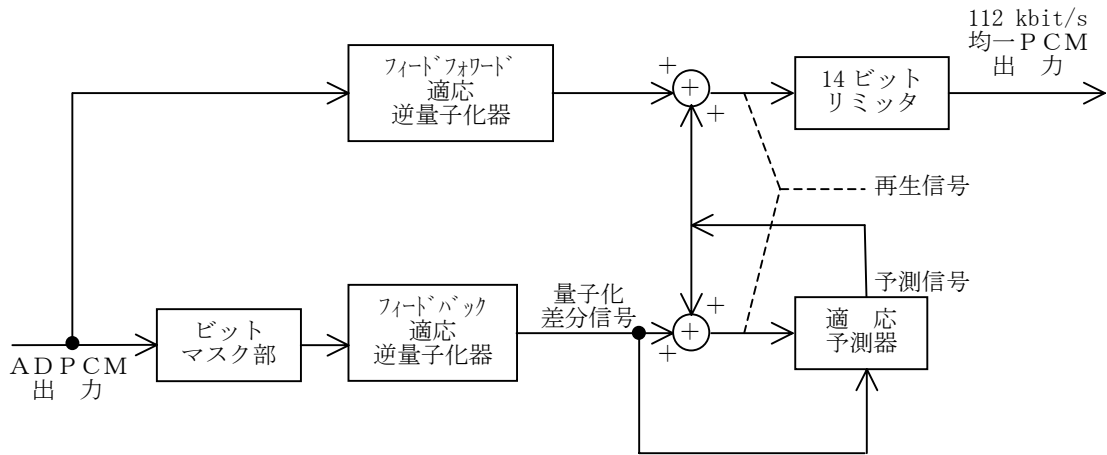 112 kbit/s
均一ＰＣＭ
出　力
フィードフォワード
適応
逆量子化器
+
+
+
14 ビット
リミッタ
再生信号
予測信号
量子化
差分信号
フィードバック
適応
逆量子化器
ビット
マスク部
+
+
+
適　応
予測器
ＡＤＰＣＭ
出　力